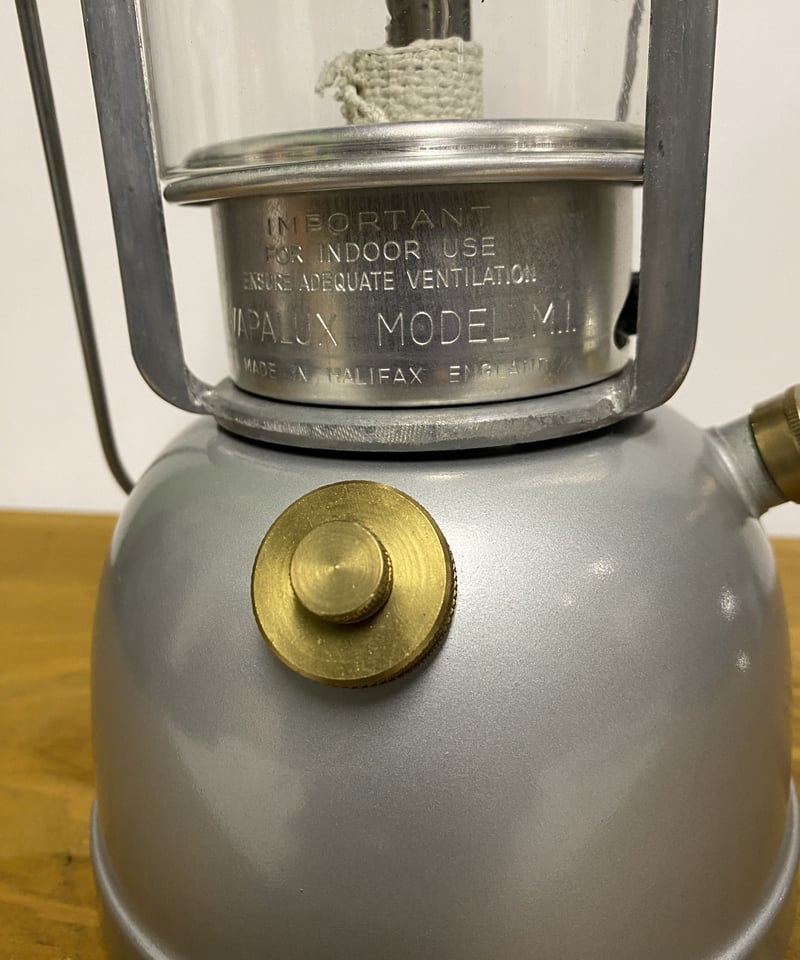 IMPORTANT
FOR INDOOR USE
ENSURE ADEQUATE VENTILATION
VAPALUX MODEL M.1.
MADE IN HALIFAX ENGLAND